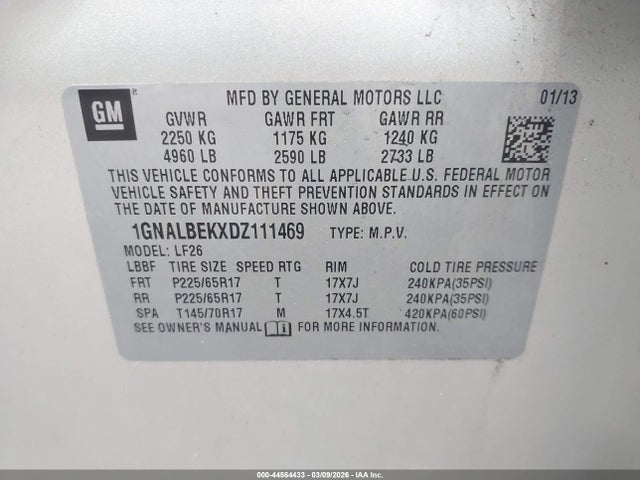 GM ® MFD BY GENERAL MOTORS LLC 01/13
GVWR GAWR FRT GAWR RR
2250 KG 1175 KG 1240 KG
4960 LB 2590 LB 2733 LB
THIS VEHICLE CONFORMS TO ALL APPLICABLE U.S. FEDERAL MOTOR
VEHICLE SAFETY AND THEFT PREVENTION STANDARDS IN EFFECT ON
THE DATE OF MANUFACTURE SHOWN ABOVE.
1GNALBEKXDZ111469 TYPE: M.P.V.
MODEL: LF26
LBBF TIRE SIZE SPEED RTG RIM COLD TIRE PRESSURE
FRT P225/65R17 T 17X7J 240KPA(35PSI)
RR P225/65R17 T 17X7J 240KPA(35PSI)
SPA T145/70R17 M 17X4.5T 420KPA(60PSI)
SEE OWNER'S MANUAL FOR MORE INFORMATION.
000-44564433 - 03/09/2026 - IAA Inc.